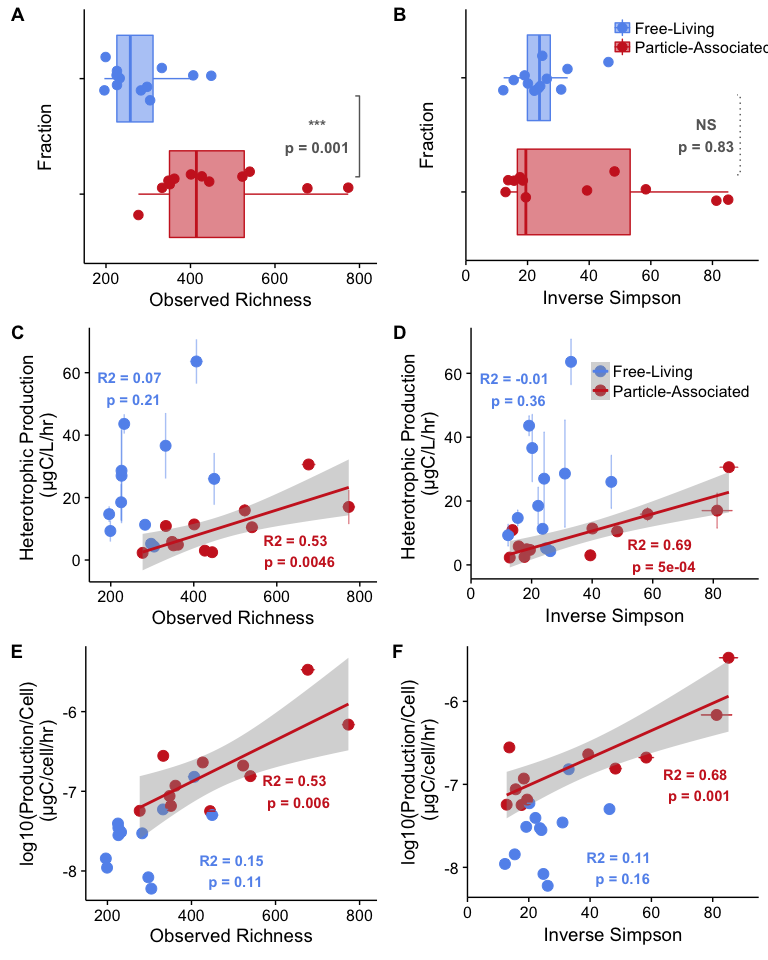 A
Fraction
***
p = 0.001
200
400
600
800
Observed Richness
B
Free-Living
Particle-Associated
Fraction
NS
p = 0.83
0
20
40
60
80
Inverse Simpson
C
Heterotrophic Production
(μgC/L/hr)
60
40
20
0
R2 = 0.07
p = 0.21
R2 = 0.53
p = 0.0046
200
400
600
800
Observed Richness
D
Heterotrophic Production
(μgC/L/hr)
60
40
20
0
R2 = -0.01
p = 0.36
Free-Living
Particle-Associated
R2 = 0.69
p = 5e-04
0
20
40
60
80
Inverse Simpson
E
log10(Production/Cell)
(μgC/cell/hr)
-6
-7
-8
R2 = 0.53
p = 0.006
R2 = 0.15
p = 0.11
200
400
600
800
Observed Richness
F
log10(Production/Cell)
(μgC/cell/hr)
-6
-7
-8
R2 = 0.68
p = 0.001
R2 = 0.11
p = 0.16
0
20
40
60
80
Inverse Simpson